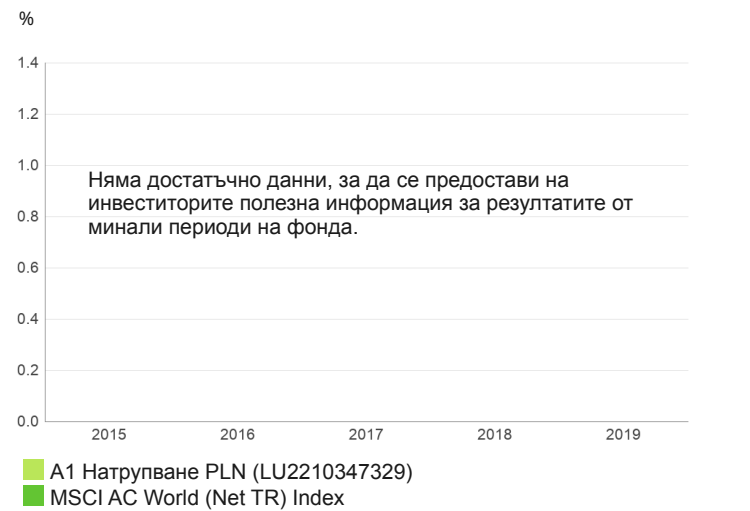 %
1.4
1.2
1.0
Няма достатъчно данни, за да се предостави на
инвеститорите полезна информация за резултатите от
минали периоди на фонда.
0.8
0.6
0.4
0.2
0.0
2015 2016 2017 2018 2019
A1 Натрупване PLN (LU2210347329)
MSCI AC World (Net TR) Index